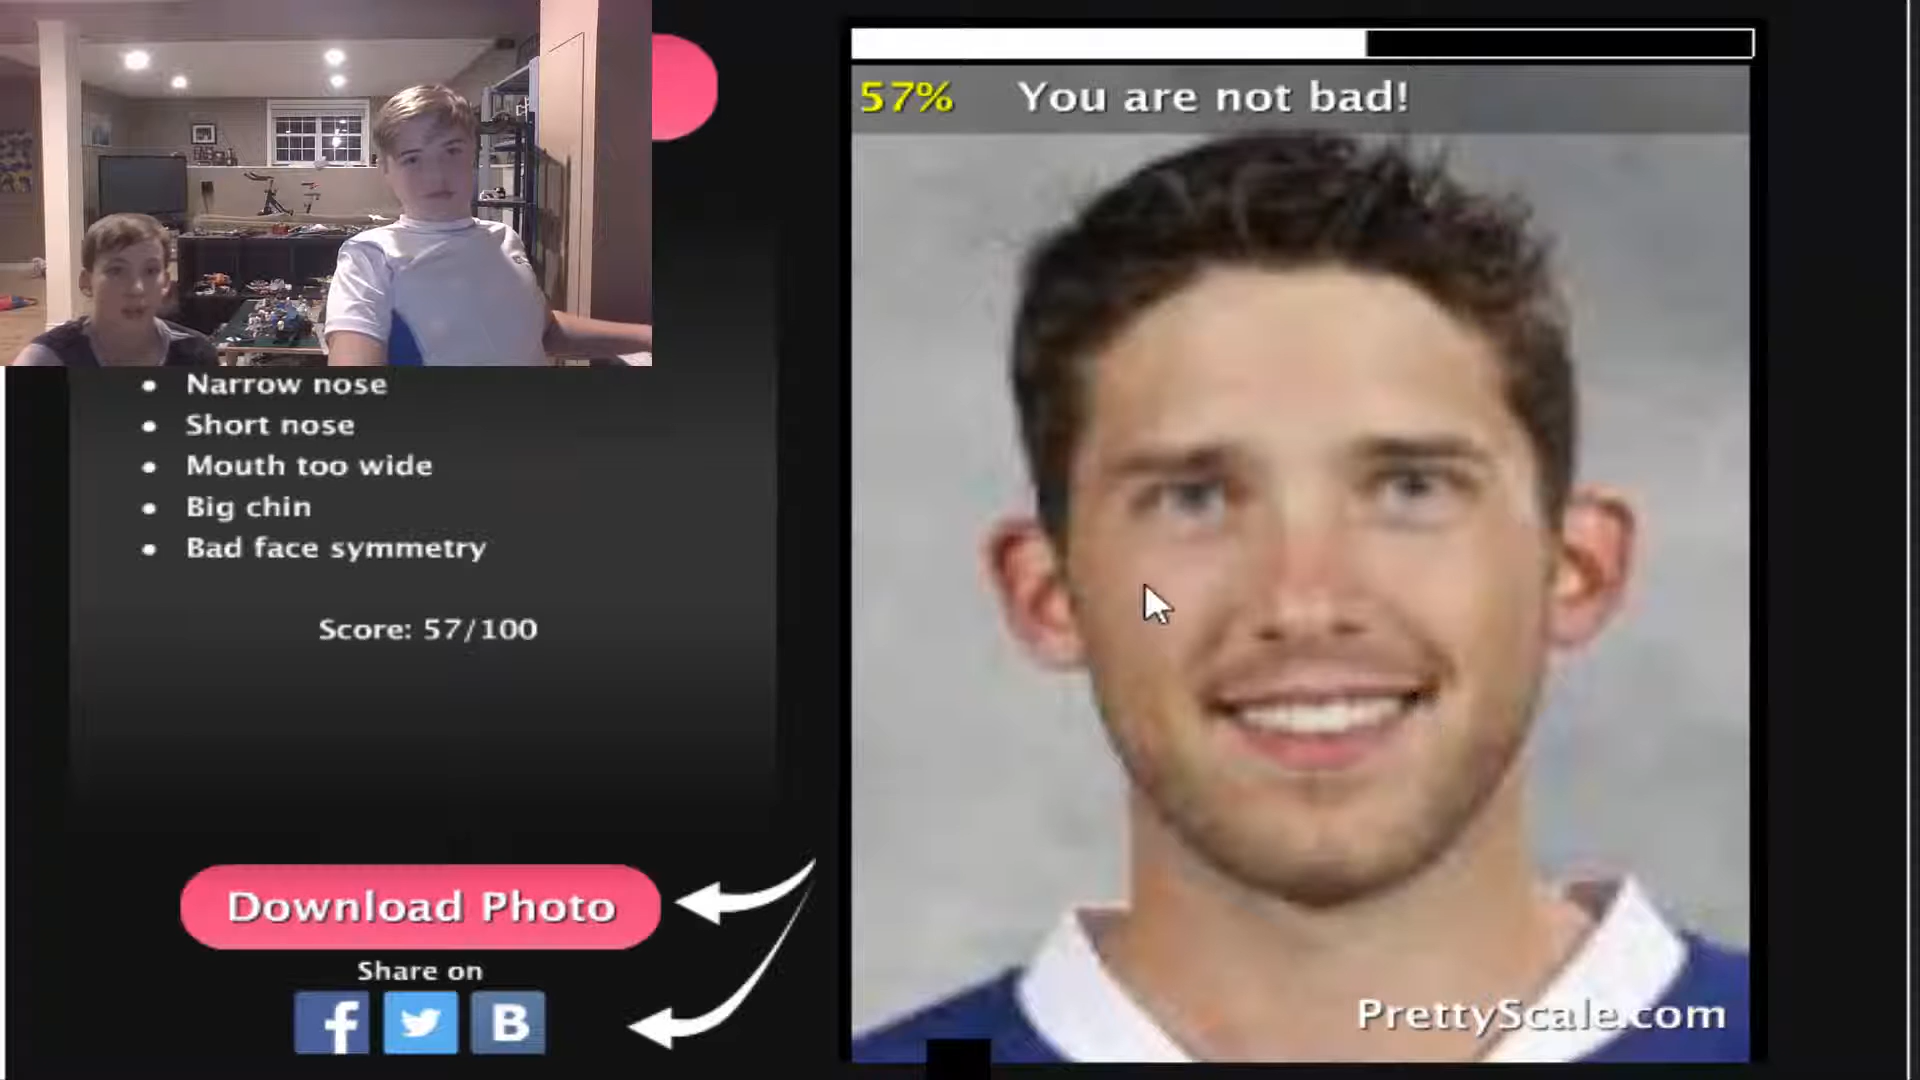 57% You are not bad!
Narrow nose
Short nose
Mouth too wide
Big chin
Bad face symmetry
Score: 57/100
Download Photo
Share on
f
B
PrettyScale.com